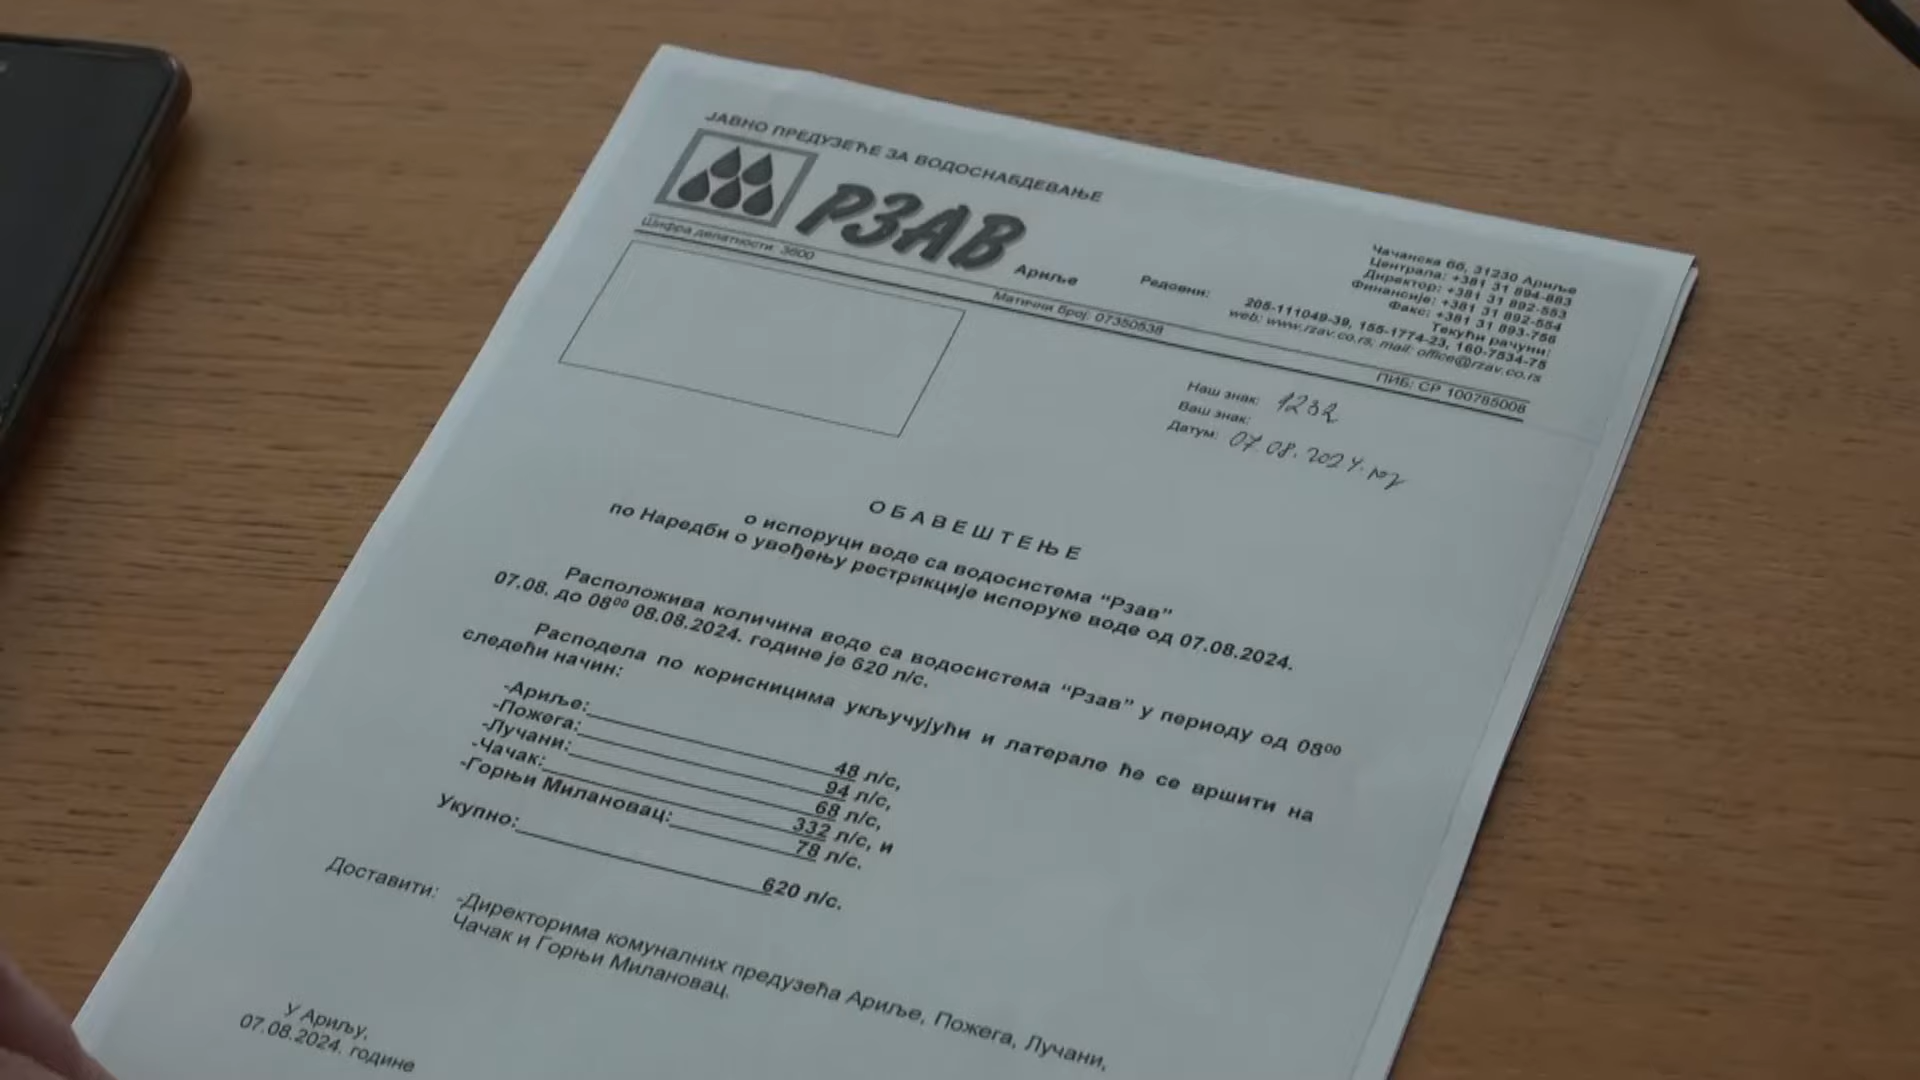 ЈАВНО ПРЕДУЗЕЋЕ ЗА ВОДОСНАБДЕВАЊЕ
РЗАВ
Ариље
Шифра делатности: 3600
Чачанска бб, 31230 Ариље
Централа: +381 31 894-883
Директор: +381 31 892-553
Финансије: +381 31 892-554
Факс: +381 31 893-756
Текући рачуни:
Редовни: 205-111049-39, 155-1774-23, 160-7534-75
web: www.rzav.co.rs, mail: office@rzav.co.rs
Матични број: 07350538
ПИБ: СР 100785008
Наш знак: 1232
Ваш знак:
Датум: 07.08.2024.
ОБАВЕШТЕЊЕ
о испоруци воде са водосистема “Рзав”
по Наредби о увођењу рестрикције испоруке воде од 07.08.2024.
Расположива количина воде са водосистема “Рзав” у периоду од 08⁰⁰
07.08. до 08⁰⁰ 08.08.2024. године је 620 л/с.
Расподела по корисницима укључујући и латерале ће се вршити на
следећи начин:
-Ариље: 48 л/с,
-Пожега: 94 л/с,
-Лучани: 68 л/с,
-Чачак: 332 л/с, и
-Горњи Милановац: 78 л/с.
Укупно: 620 л/с.
Доставити: -Директорима комуналних предузећа Ариље, Пожега, Лучани,
Чачак и Горњи Милановац.
У Ариљу,
07.08.2024. године